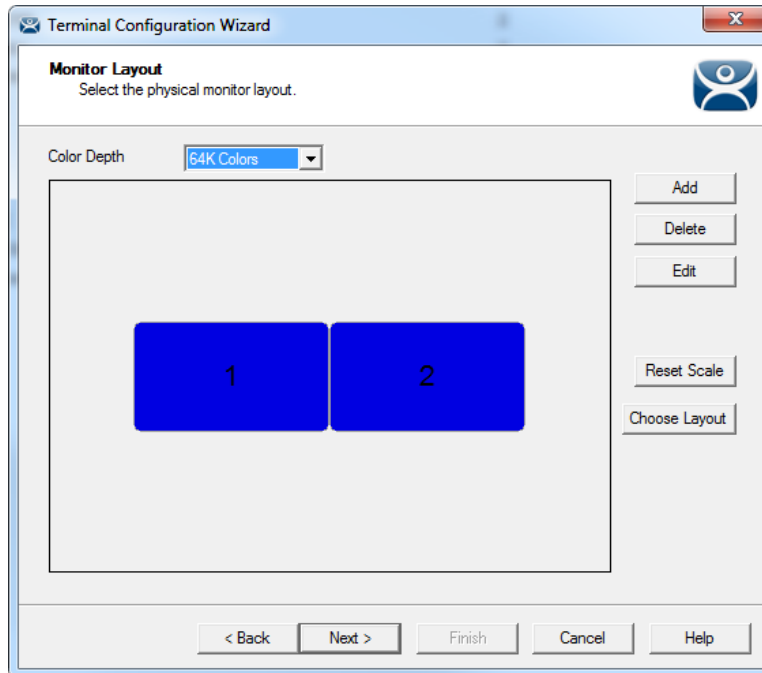 Terminal Configuration Wizard
Monitor Layout
Select the physical monitor layout.
Color Depth 64K Colors
Add
Delete
Edit
1 2
Reset Scale
Choose Layout
< Back Next > Finish Cancel Help